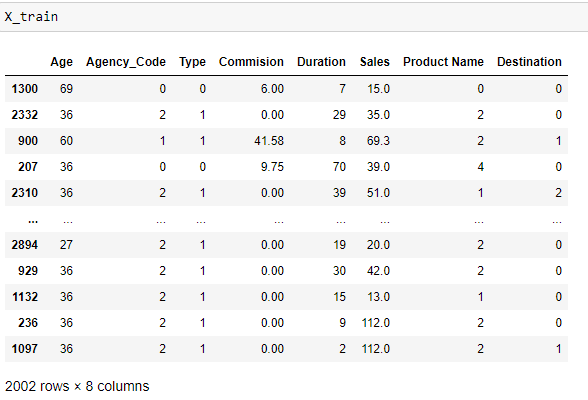 X_train
Age Agency_Code Type Commision Duration Sales Product Name Destination
1300 69 0 0 6.00 7 15.0 0 0
2332 36 2 1 0.00 29 35.0 2 0
900 60 1 1 41.58 8 69.3 2 1
207 36 0 0 9.75 70 39.0 4 0
2310 36 2 1 0.00 39 51.0 1 2
... ... ... ... ... ... ... ... ...
2894 27 2 1 0.00 19 20.0 2 0
929 36 2 1 0.00 30 42.0 2 0
1132 36 2 1 0.00 15 13.0 1 0
236 36 2 1 0.00 9 112.0 2 0
1097 36 2 1 0.00 2 112.0 2 1
2002 rows × 8 columns